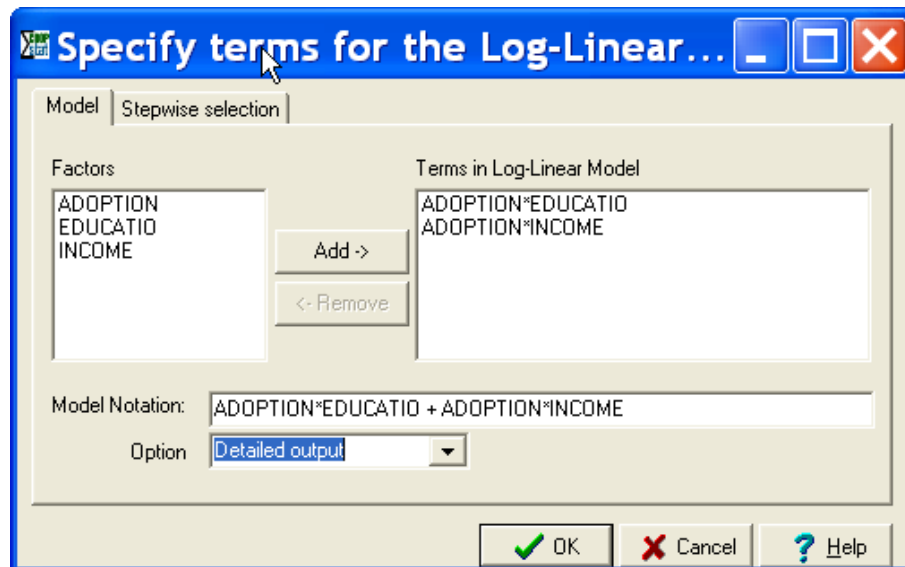 Specify terms for the Log-Linear...
Model Stepwise selection
Factors
ADOPTION
EDUCATIO
INCOME
Add ->
<- Remove
Terms in Log-Linear Model
ADOPTION*EDUCATIO
ADOPTION*INCOME
Model Notation: ADOPTION*EDUCATIO + ADOPTION*INCOME
Option Detailed output
OK Cancel ? Help